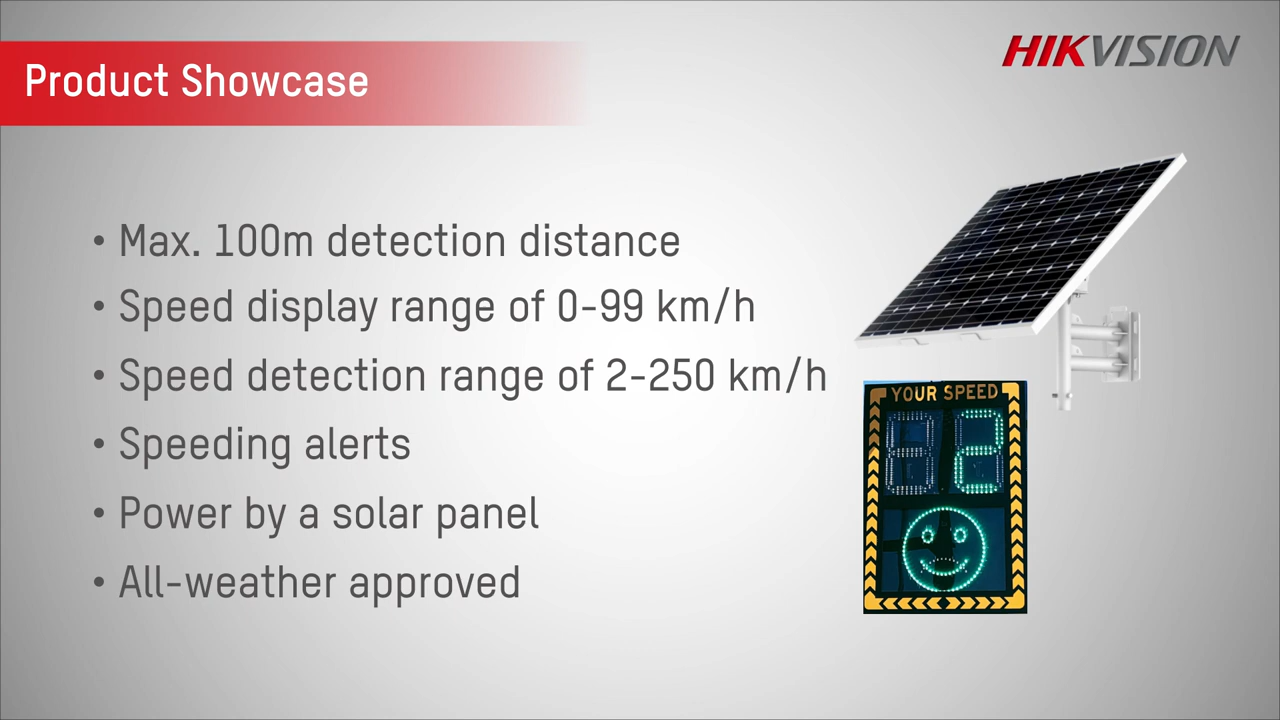 Product Showcase
HIKVISION
• Max. 100m detection distance
• Speed display range of 0-99 km/h
• Speed detection range of 2-250 km/h
• Speeding alerts
• Power by a solar panel
• All-weather approved
YOUR SPEED
2